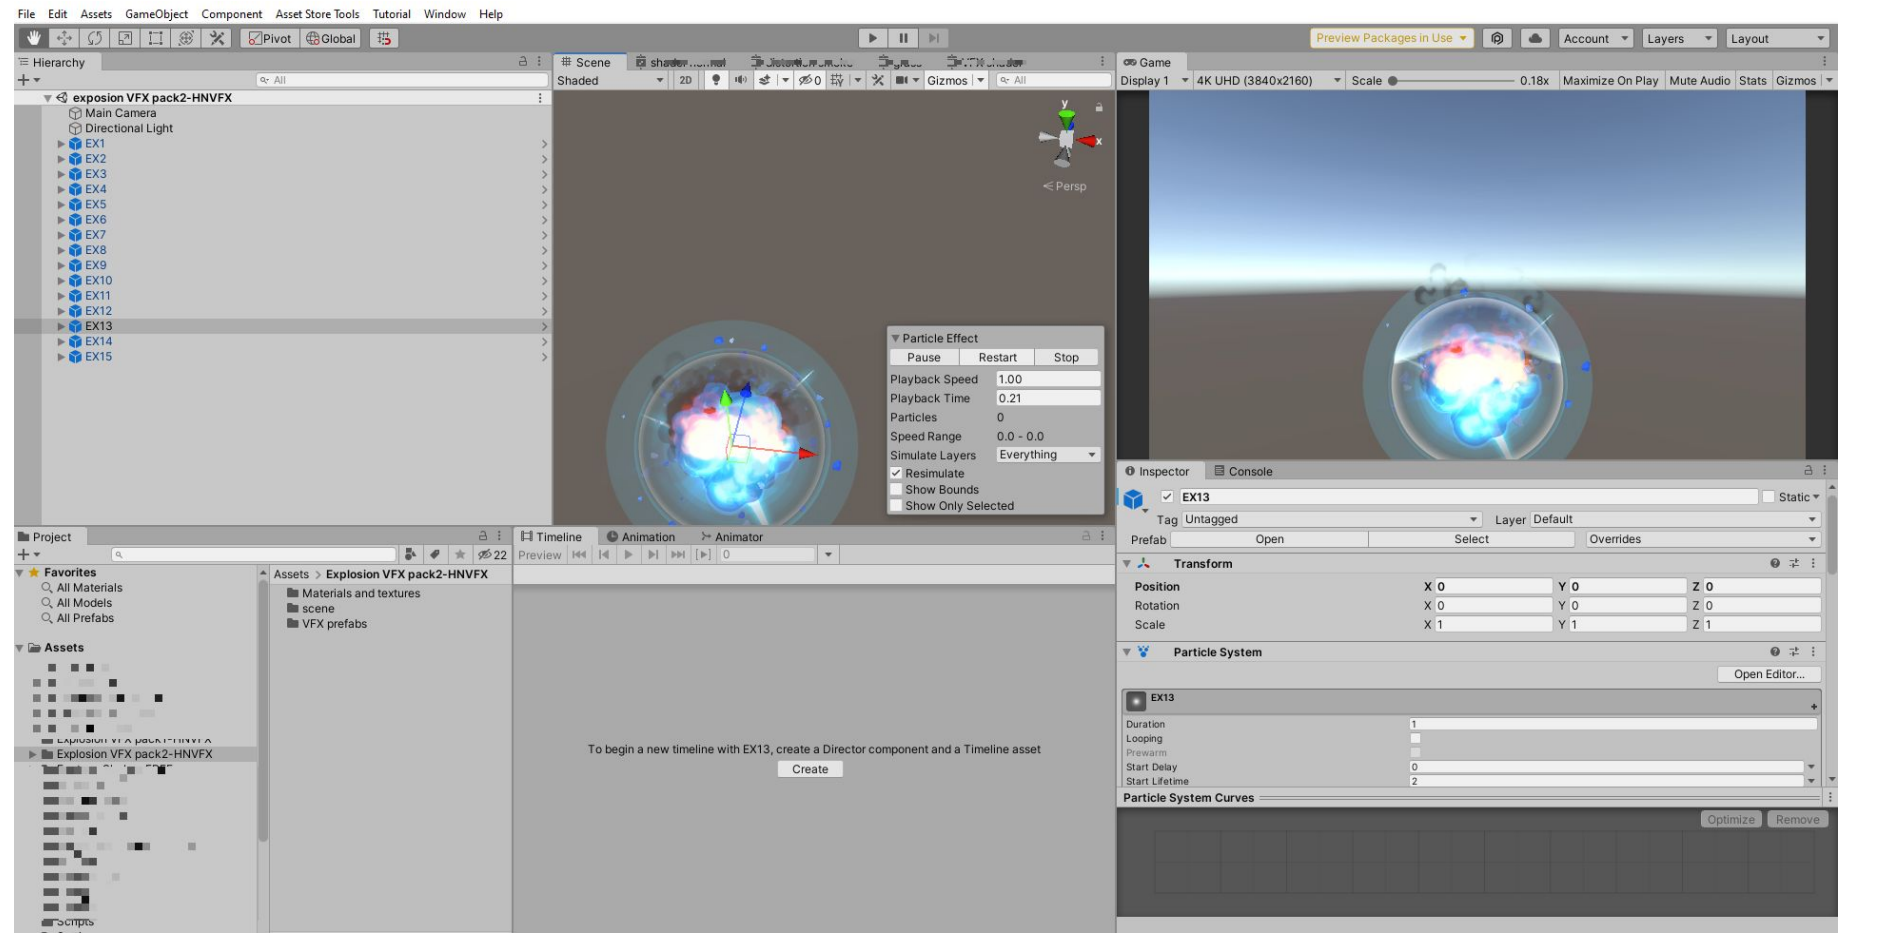 File Edit Assets GameObject Component Asset Store Tools Tutorial Window Help
Pivot Global Preview Packages in Use Account Layers Layout
Hierarchy
All
exposion VFX pack2-HNVFX
Main Camera
Directional Light
EX1
EX2
EX3
EX4
EX5
EX6
EX7
EX8
EX9
EX10
EX11
EX12
EX13
EX14
EX15
Scene
Shaded 2D 0 Gizmos All
y
x
Persp
Particle Effect
Pause Restart Stop
Playback Speed 1.00
Playback Time 0.21
Particles 0
Speed Range 0.0 - 0.0
Simulate Layers Everything
Resimulate
Show Bounds
Show Only Selected
Game
Display 1 4K UHD (3840x2160) Scale 0.18x Maximize On Play Mute Audio Stats Gizmos
Project
22
Favorites
All Materials
All Models
All Prefabs
Assets
Explosion VFX pack2-HNVFX
Scripts
Assets > Explosion VFX pack2-HNVFX
Materials and textures
scene
VFX prefabs
Timeline Animation Animator
Preview 0
To begin a new timeline with EX13, create a Director component and a Timeline asset
Create
Inspector Console
EX13 Static
Tag Untagged Layer Default
Prefab Open Select Overrides
Transform
Position X 0 Y 0 Z 0
Rotation X 0 Y 0 Z 0
Scale X 1 Y 1 Z 1
Particle System
Open Editor...
EX13
Duration 1
Looping
Prewarm
Start Delay 0
Start Lifetime 2
Particle System Curves
Optimize Remove